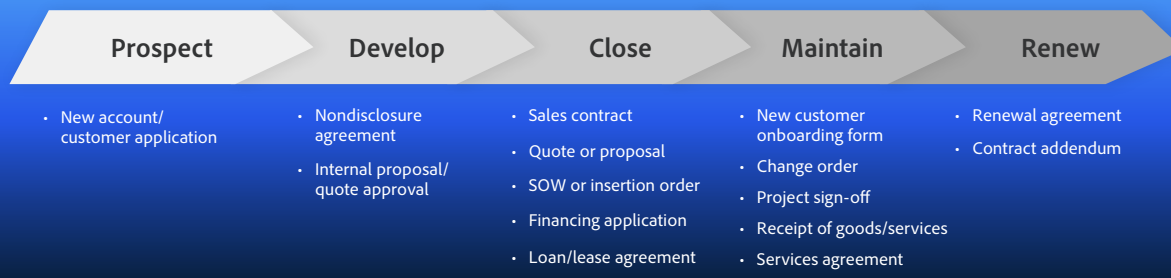 Prospect
Develop
Close
Maintain
Renew
• New account/
customer application
• Nondisclosure
agreement
• Internal proposal/
quote approval
• Sales contract
• Quote or proposal
• SOW or insertion order
• Financing application
• Loan/lease agreement
• New customer
onboarding form
• Change order
• Project sign-off
• Receipt of goods/services
• Services agreement
• Renewal agreement
• Contract addendum